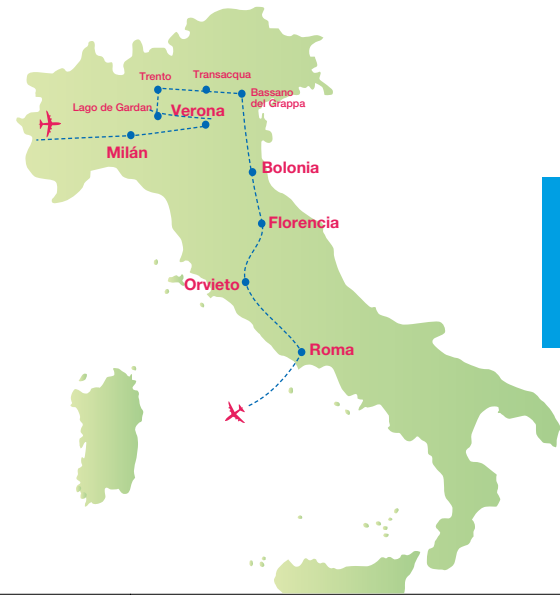 Trento
Transacqua
Bassano
del Grappa
Lago de Gardan
Verona
Milán
Bolonia
Florencia
Orvieto
Roma